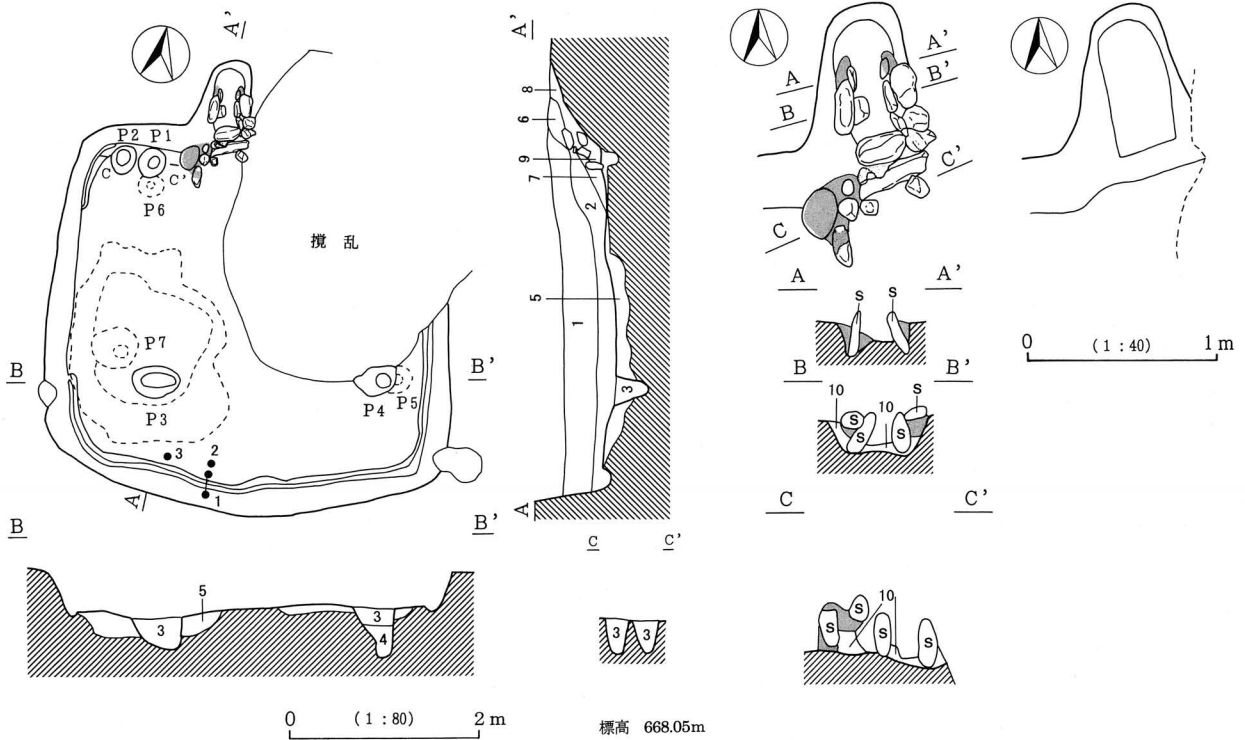 A'
P2 P1
C C'
P6
攪 乱
P7
B B'
P3
P4 P5
3 2
1
A
B B'
5
3
3
4
0 (1 : 80) 2 m
A'
8
6
9
7
2
5
1
3
A
C C'
3 3
標高 668.05m
A'
B'
A
B
C'
C
A A'
S S
B B'
10 10 S
S S S
C C'
10
S S S S
0 (1 : 40) 1 m